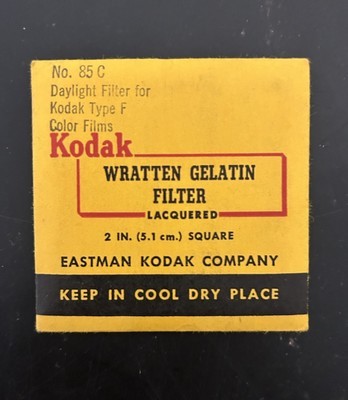 No. 85 C
Daylight Filter for
Kodak Type F
Color Films
Kodak
WRATTEN GELATIN
FILTER
LACQUERED
2 IN. (5.1 cm.) SQUARE
EASTMAN KODAK COMPANY
KEEP IN COOL DRY PLACE